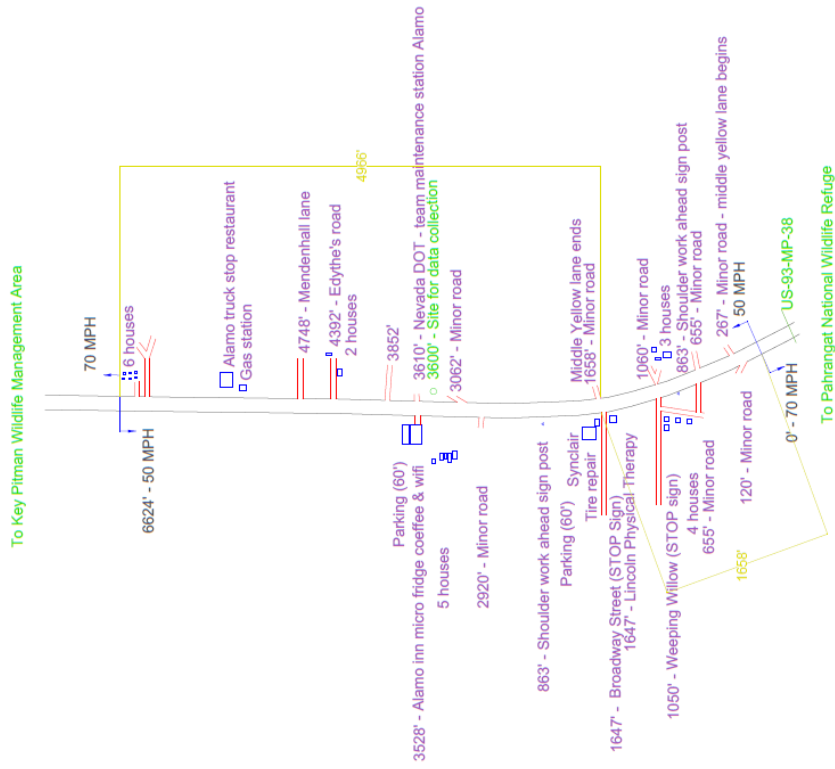 To Key Pitman Wildlife Management Area
70 MPH
6624' - 50 MPH
6 houses
4966'
Alamo truck stop restaurant
Gas station
4748' - Mendenhall lane
4392' - Edythe's road
2 houses
3852'
3610' - Nevada DOT - team maintenance station Alamo
3600' - Site for data collection
3062' - Minor road
Parking (60')
3528' - Alamo inn micro fridge coeffee & wifi
5 houses
2920' - Minor road
863' - Shoulder work ahead sign post
Parking (60')
Synclair
Tire repair
Middle Yellow lane ends
1658' - Minor road
1647' - Broadway Street (STOP Sign)
1647' - Lincoln Physical Therapy
1060' - Minor road
3 houses
1050' - Weeping Willow (STOP sign)
4 houses
863' - Shoulder work ahead sign post
655' - Minor road
655' - Minor road
267' - Minor road - middle yellow lane begins
120' - Minor road
1658'
50 MPH
0' - 70 MPH
US-93-MP-38
To Pahrangat National Wildlife Refuge